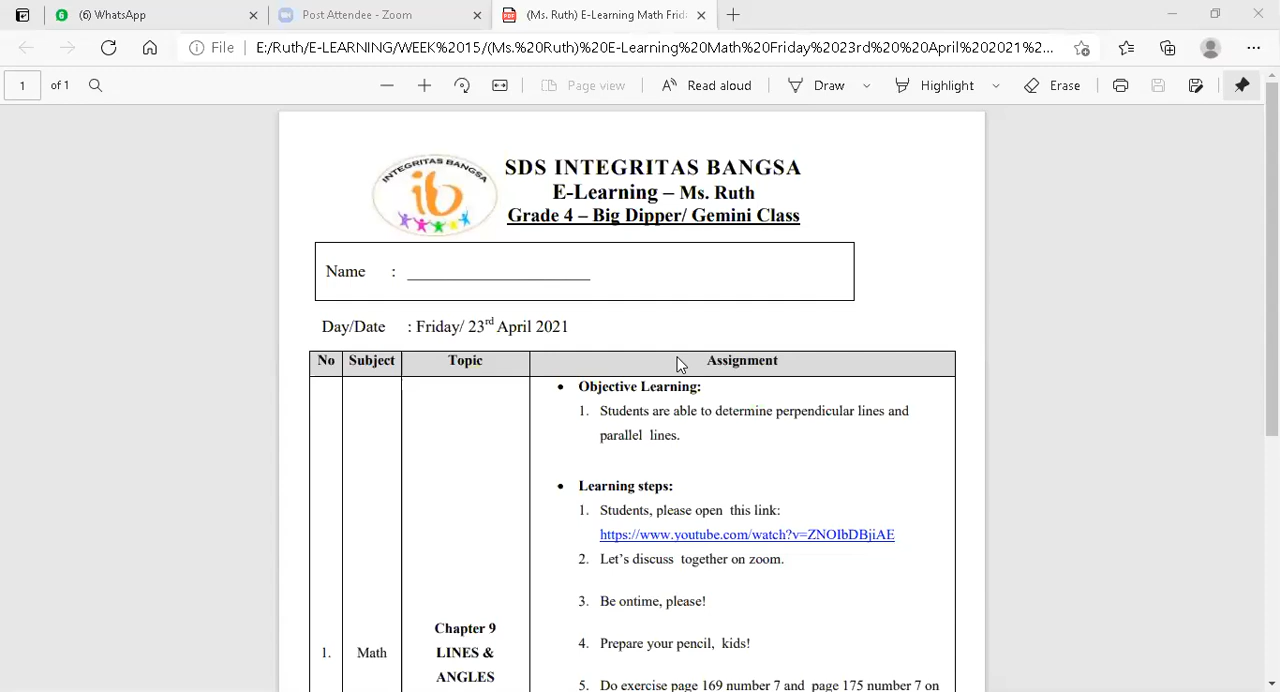 (6) WhatsApp
Post Attendee - Zoom
(Ms. Ruth) E-Learning Math Frid
File
E:/Ruth/E-LEARNING/WEEK%2015/(Ms.%20Ruth)%20E-Learning%20Math%20Friday%2023rd%20%20April%202021%2...
1 of 1
Page view
Read aloud
Draw
Highlight
Erase
INTEGRITAS BANGSA
ib
SDS INTEGRITAS BANGSA
E-Learning – Ms. Ruth
Grade 4 – Big Dipper/ Gemini Class
Name : ______________________
Day/Date : Friday/ 23rd April 2021
No Subject Topic Assignment
• Objective Learning:
1. Students are able to determine perpendicular lines and
parallel lines.
• Learning steps:
1. Students, please open this link:
https://www.youtube.com/watch?v=ZNOIbDBjiAE
2. Let's discuss together on zoom.
3. Be ontime, please!
Chapter 9
4. Prepare your pencil, kids!
1. Math LINES &
ANGLES
5. Do exercise page 169 number 7 and page 175 number 7 on